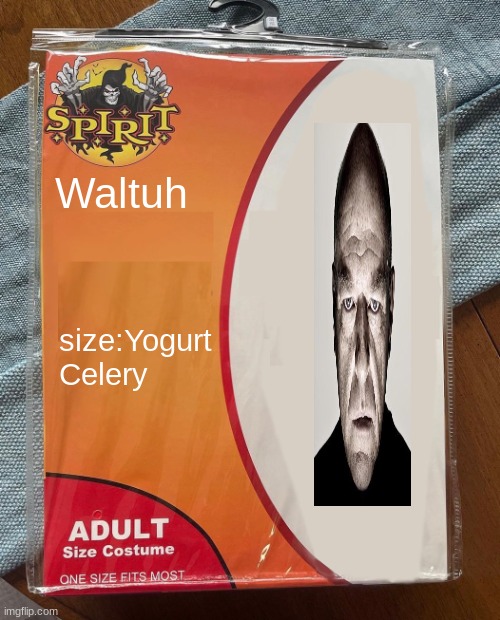 SPIRIT
Waltuh
size:Yogurt
Celery
ADULT
Size Costume
ONE SIZE FITS MOST
imgflip.com